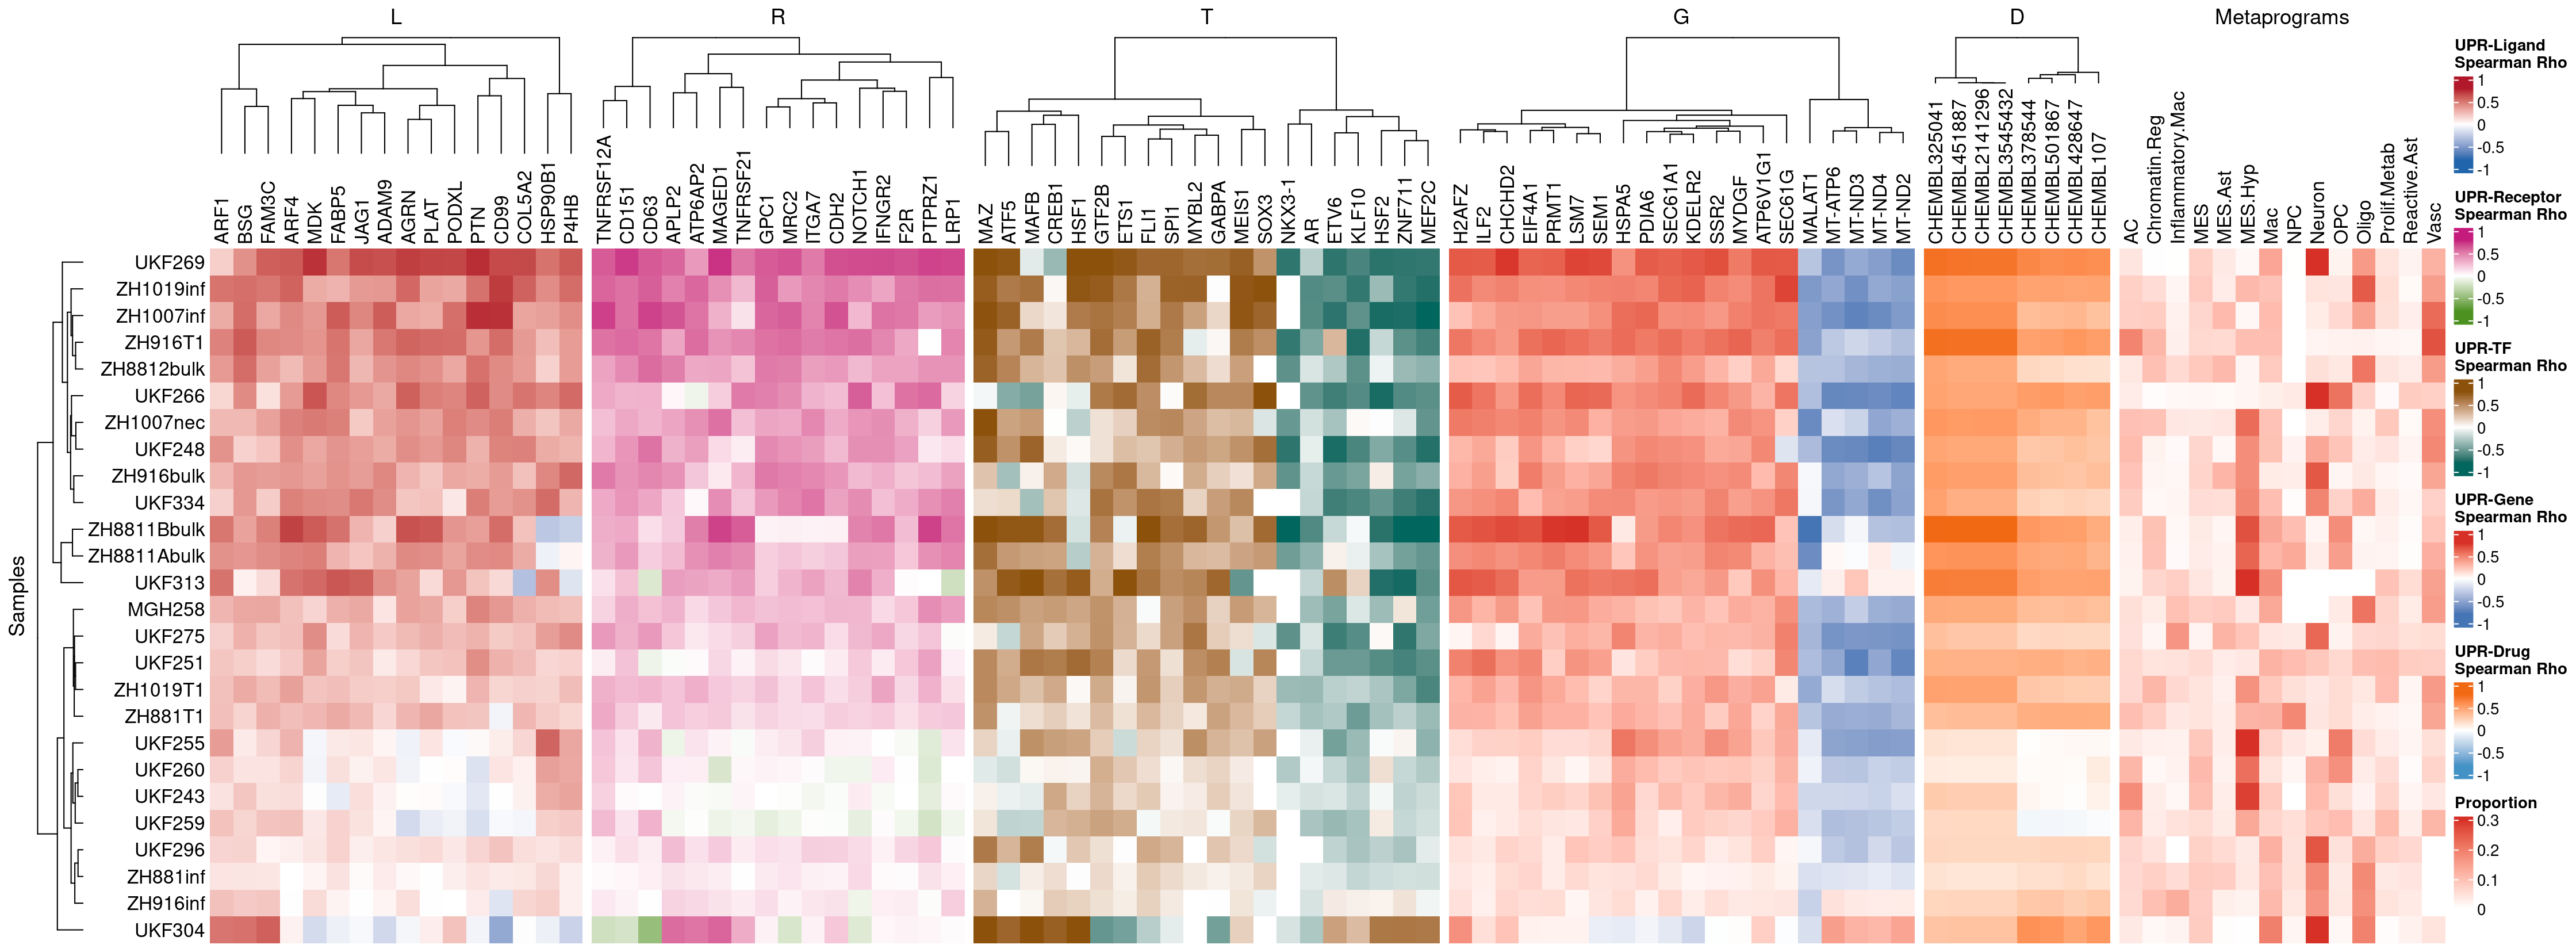 L R T G D Metaprograms
ARF1 BSG FAM3C ARF4 MDK FABP5 JAG1 ADAM9 AGRN PLAT PODXL PTN CD99 COL5A2 HSP90B1 P4HB
TNFRSF12A CD151 CD63 APLP2 ATP6AP2 MAGED1 TNFRSF21 GPC1 MRC2 ITGA7 CDH2 NOTCH1 IFNGR2 F2R PTPRZ1 LRP1
MAZ ATF5 MAFB CREB1 HSF1 GTF2B ETS1 FLI1 SPI1 MYBL2 GABPA MEIS1 SOX3 NKX3-1 AR ETV6 KLF10 HSF2 ZNF711 MEF2C
H2AFZ ILF2 CHCHD2 EIF4A1 PRMT1 LSM7 SEM1 HSPA5 PDIA6 SEC61A1 KDELR2 SSR2 MYDGF ATP6V1G1 SEC61G MALAT1 MT-ATP6 MT-ND3 MT-ND4 MT-ND2
CHEMBL325041 CHEMBL451887 CHEMBL2141296 CHEMBL3545432 CHEMBL378544 CHEMBL501867 CHEMBL428647 CHEMBL107
AC Chromatin.Reg Inflammatory.Mac MES MES.Ast MES.Hyp Mac NPC Neuron OPC Oligo Prolif.Metab Reactive.Ast Vasc
Samples
UKF269
ZH1019inf
ZH1007inf
ZH916T1
ZH8812bulk
UKF266
ZH1007nec
UKF248
ZH916bulk
UKF334
ZH8811Bbulk
ZH8811Abulk
UKF313
MGH258
UKF275
UKF251
ZH1019T1
ZH881T1
UKF255
UKF260
UKF243
UKF259
UKF296
ZH881inf
ZH916inf
UKF304
UPR-Ligand
Spearman Rho
1
0.5
0
-0.5
-1
UPR-Receptor
Spearman Rho
1
0.5
0
-0.5
-1
UPR-TF
Spearman Rho
1
0.5
0
-0.5
-1
UPR-Gene
Spearman Rho
1
0.5
0
-0.5
-1
UPR-Drug
Spearman Rho
1
0.5
0
-0.5
-1
Proportion
0.3
0.2
0.1
0